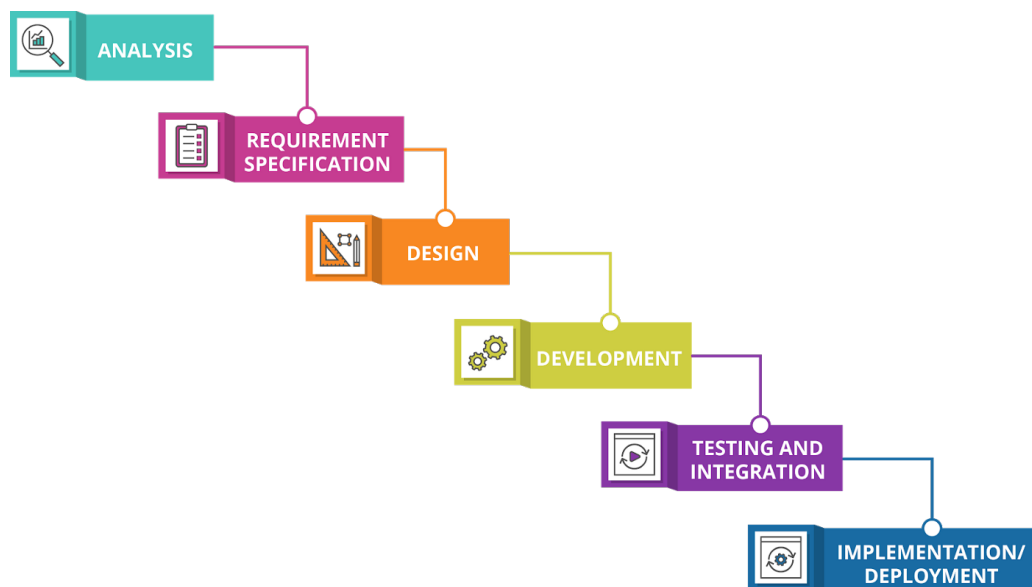 ANALYSIS
REQUIREMENT
SPECIFICATION
DESIGN
DEVELOPMENT
TESTING AND
INTEGRATION
IMPLEMENTATION/
DEPLOYMENT